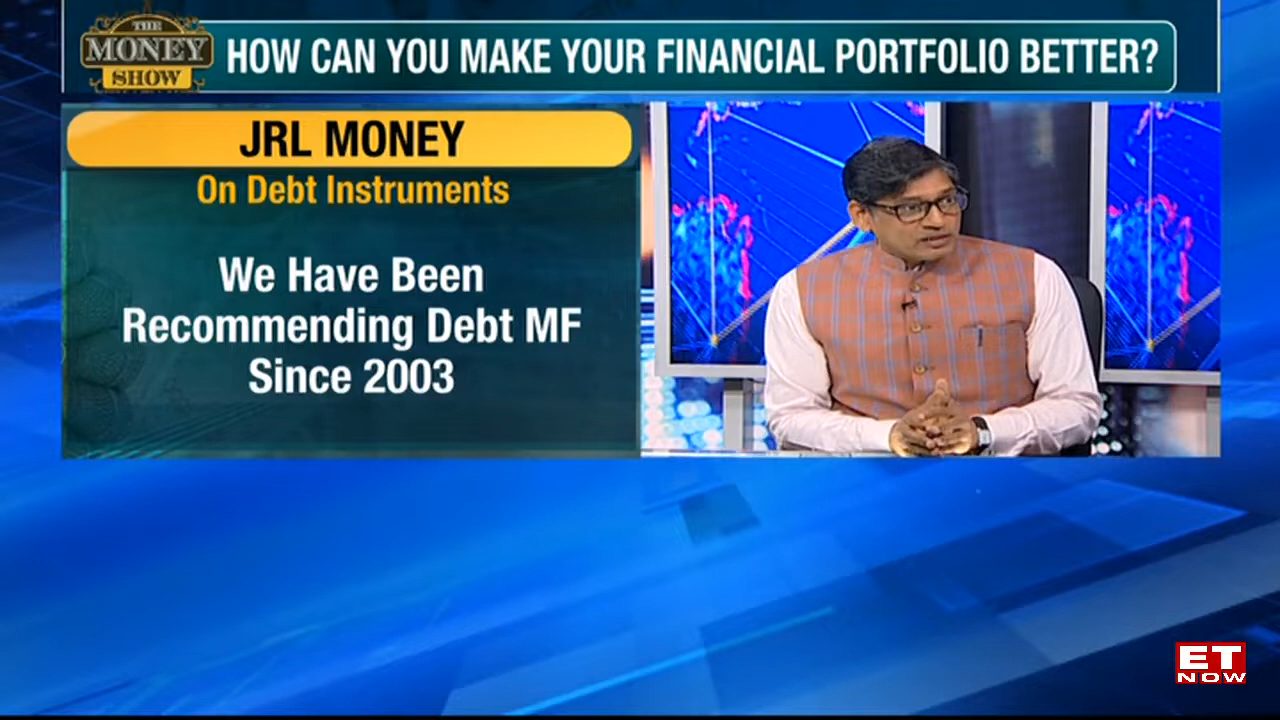 THE
MONEY
SHOW
HOW CAN YOU MAKE YOUR FINANCIAL PORTFOLIO BETTER?
JRL MONEY
On Debt Instruments
We Have Been
Recommending Debt MF
Since 2003
ET
NOW